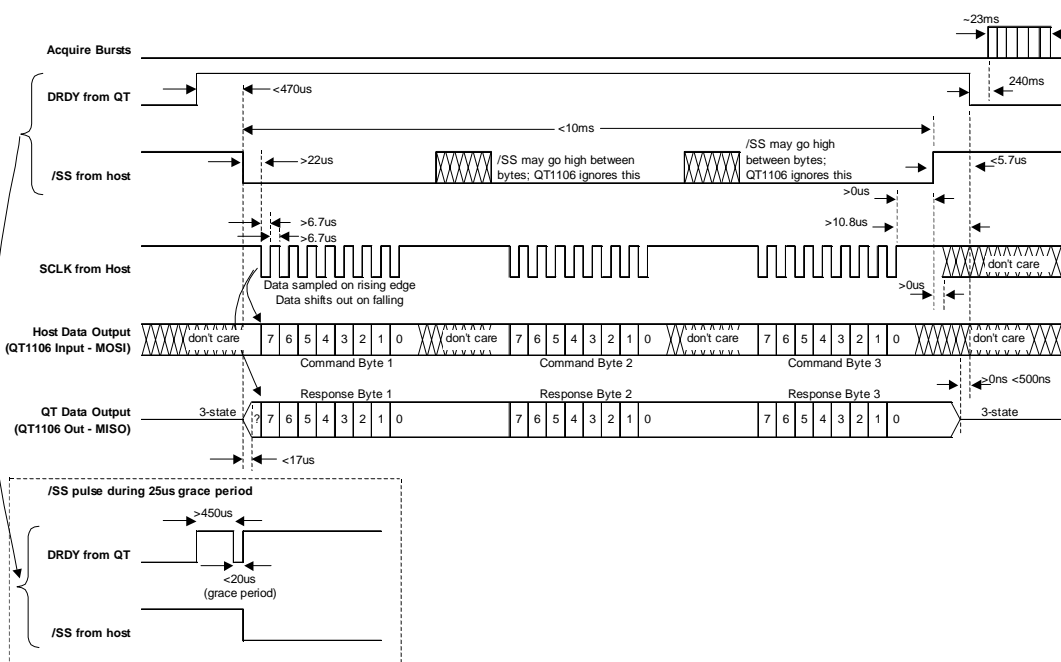 ~23ms
Acquire Bursts
DRDY from QT
<470us
240ms
<10ms
/SS from host
>22us
/SS may go high between
bytes; QT1106 ignores this
/SS may go high
between bytes;
QT1106 ignores this
<5.7us
>0us
>6.7us
>6.7us
>10.8us
SCLK from Host
don't care
Data sampled on rising edge
Data shifts out on falling
>0us
Host Data Output
(QT1106 Input - MOSI)
don't care 7 6 5 4 3 2 1 0 don't care 7 6 5 4 3 2 1 0 don't care 7 6 5 4 3 2 1 0 don't care
Command Byte 1 Command Byte 2 Command Byte 3
>0ns <500ns
Response Byte 1 Response Byte 2 Response Byte 3
QT Data Output
(QT1106 Out - MISO)
3-state ? 7 6 5 4 3 2 1 0 7 6 5 4 3 2 1 0 7 6 5 4 3 2 1 0 3-state
<17us
/SS pulse during 25us grace period
>450us
DRDY from QT
<20us
(grace period)
/SS from host